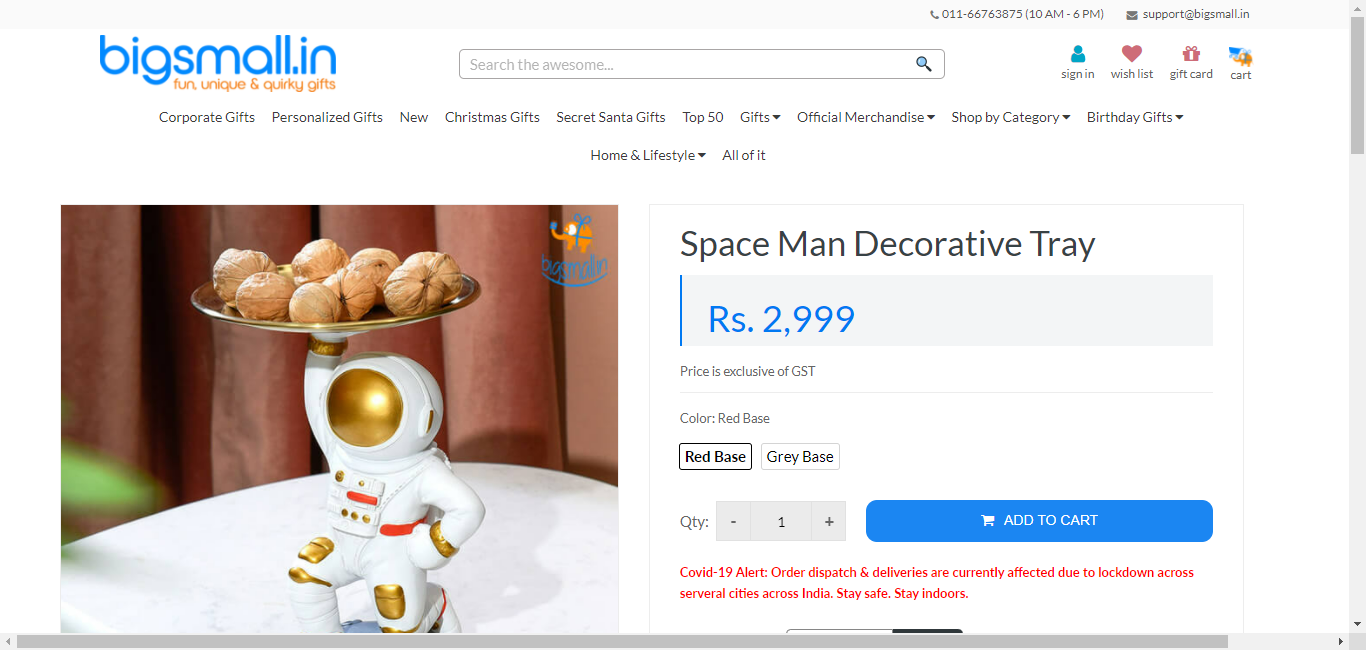 011-66763875 (10 AM - 6 PM) support@bigsmall.in
bigsmall.in
fun, unique & quirky gifts
Search the awesome...
sign in wish list gift card cart
Corporate Gifts Personalized Gifts New Christmas Gifts Secret Santa Gifts Top 50 Gifts Official Merchandise Shop by Category Birthday Gifts
Home & Lifestyle All of it
bigsmall.in
Space Man Decorative Tray
Rs. 2,999
Price is exclusive of GST
Color: Red Base
Red Base Grey Base
Qty: - 1 + ADD TO CART
Covid-19 Alert: Order dispatch & deliveries are currently affected due to lockdown across
serveral cities across India. Stay safe. Stay indoors.